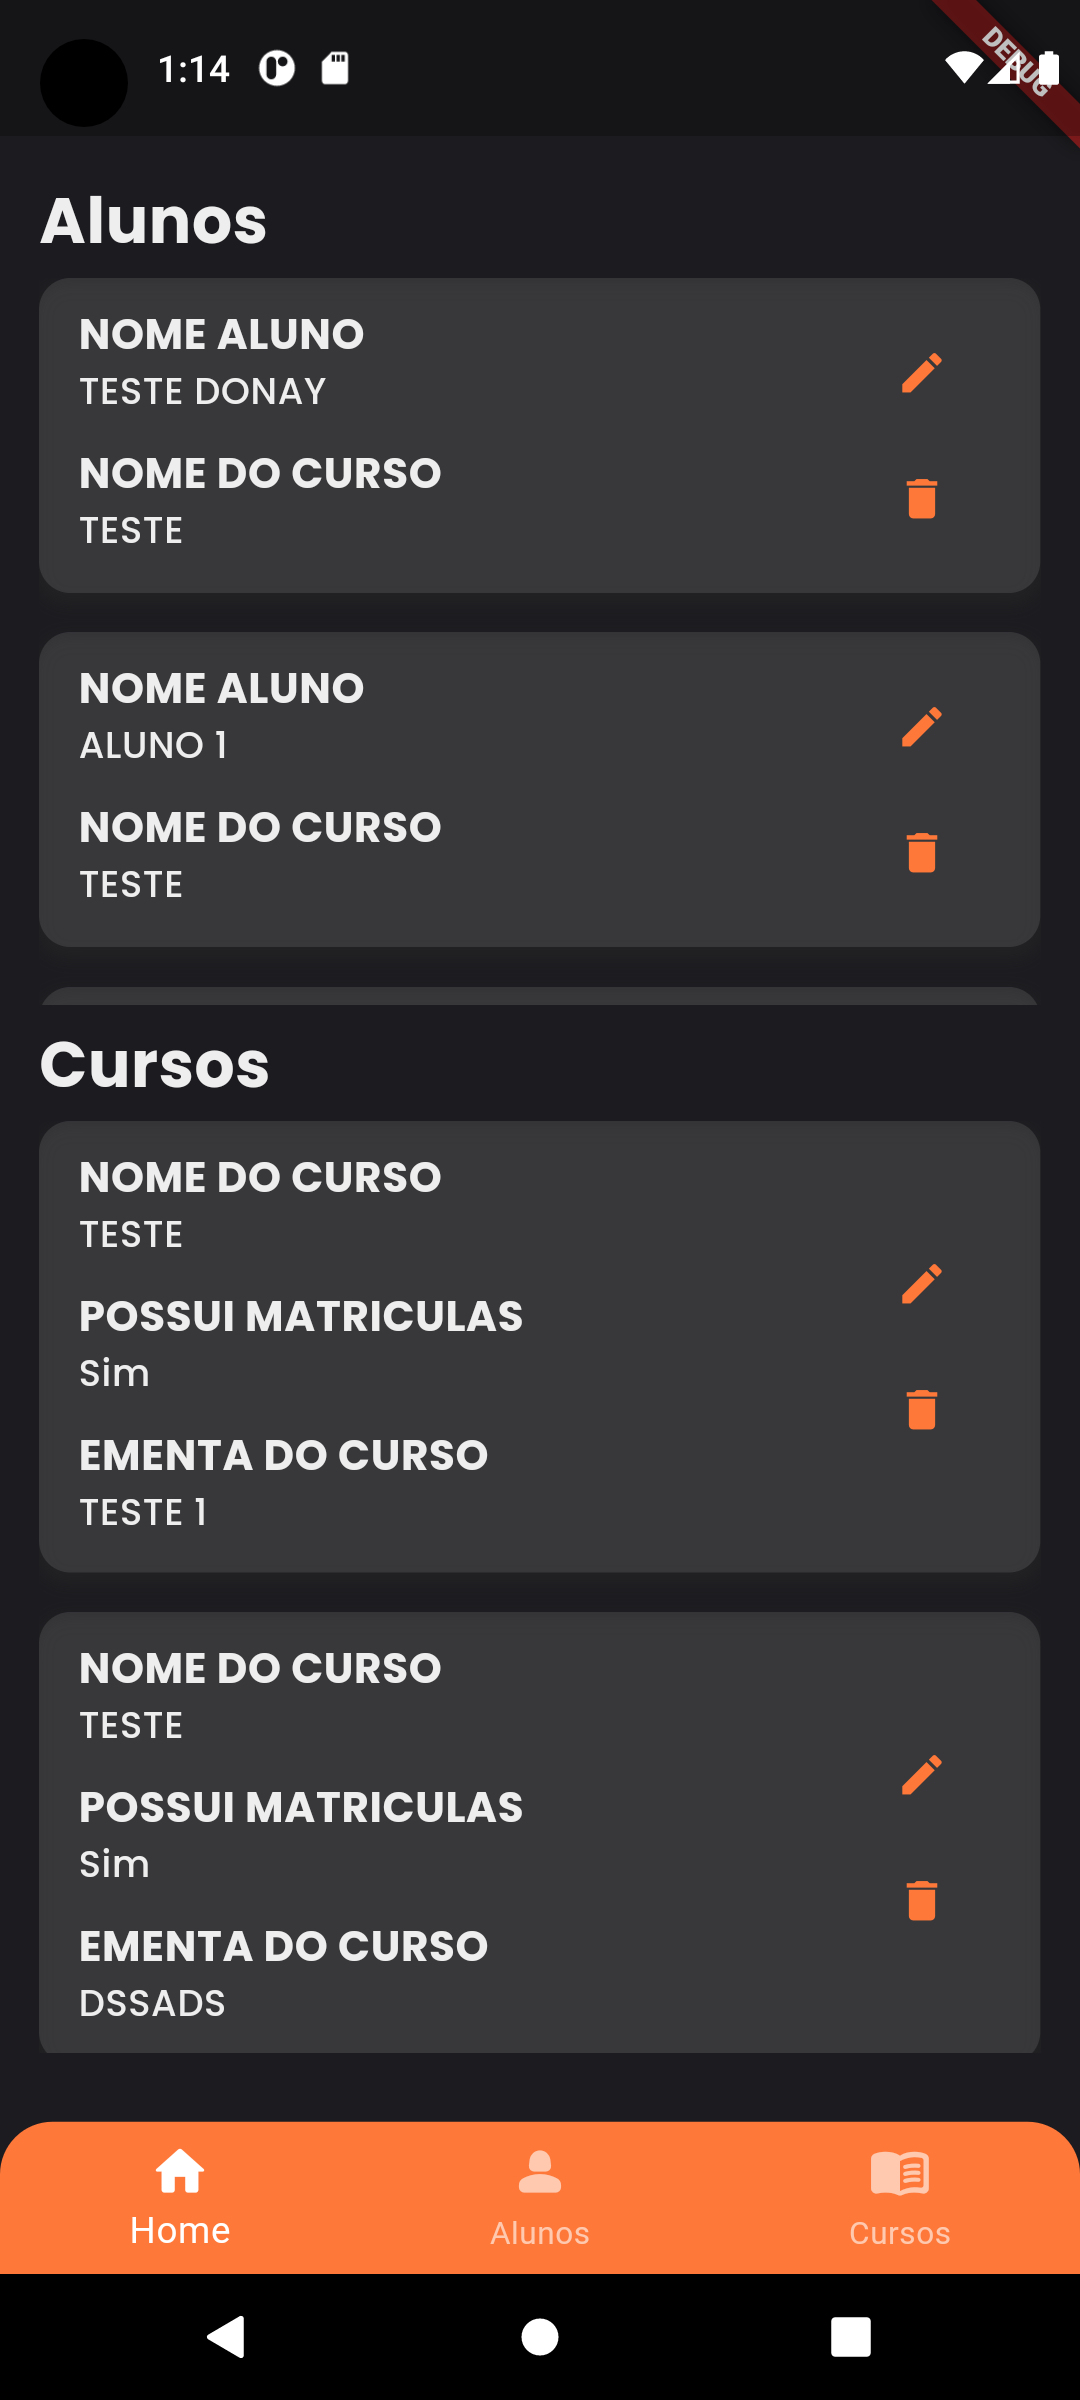 1:14
DEBUG
Alunos
NOME ALUNO
TESTE DONAY
NOME DO CURSO
TESTE
NOME ALUNO
ALUNO 1
NOME DO CURSO
TESTE
Cursos
NOME DO CURSO
TESTE
POSSUI MATRICULAS
Sim
EMENTA DO CURSO
TESTE 1
NOME DO CURSO
TESTE
POSSUI MATRICULAS
Sim
EMENTA DO CURSO
DSSADS
Home
Alunos
Cursos